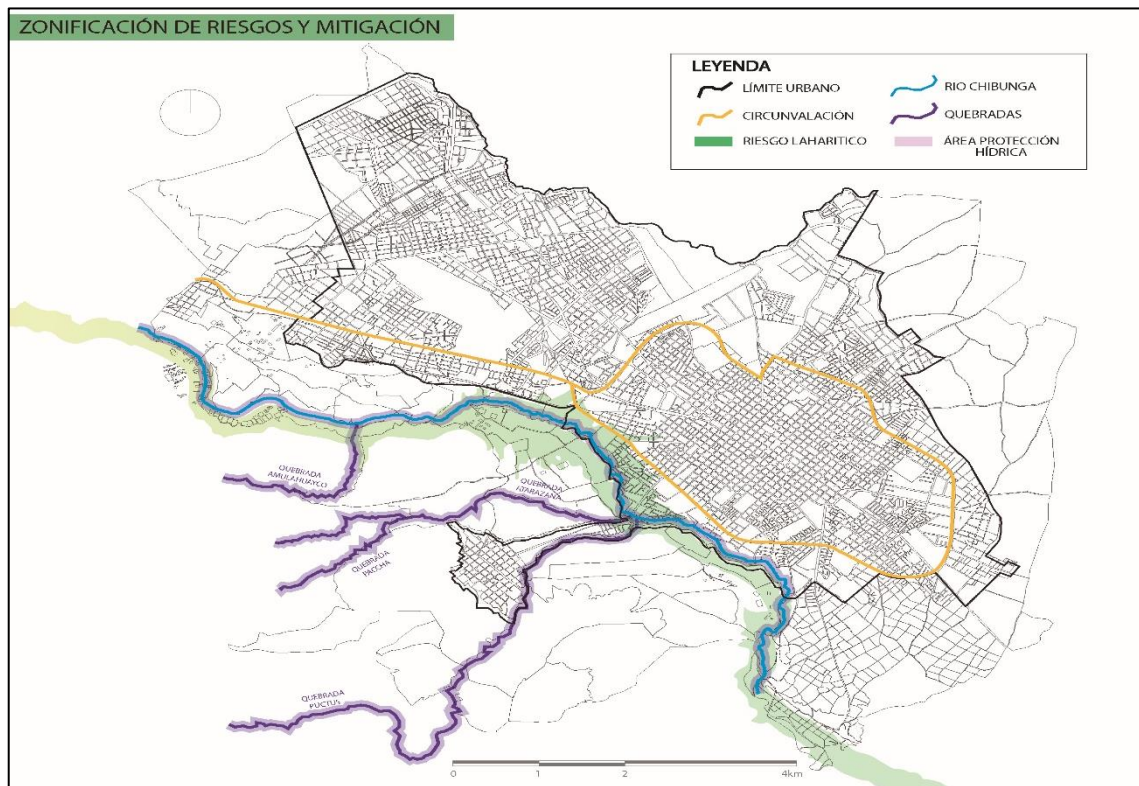 ZONIFICACIÓN DE RIESGOS Y MITIGACIÓN
LEYENDA
LÍMITE URBANO
RIO CHIBUNGA
CIRCUNVALACIÓN
QUEBRADAS
RIESGO LAHARITICO
ÁREA PROTECCIÓN
HÍDRICA
QUEBRADA
AMULAHUAYCO
QUEBRADA
QUEBRADA
PACCHA
QUEBRADA
PUCTUS
0 1 2 4km